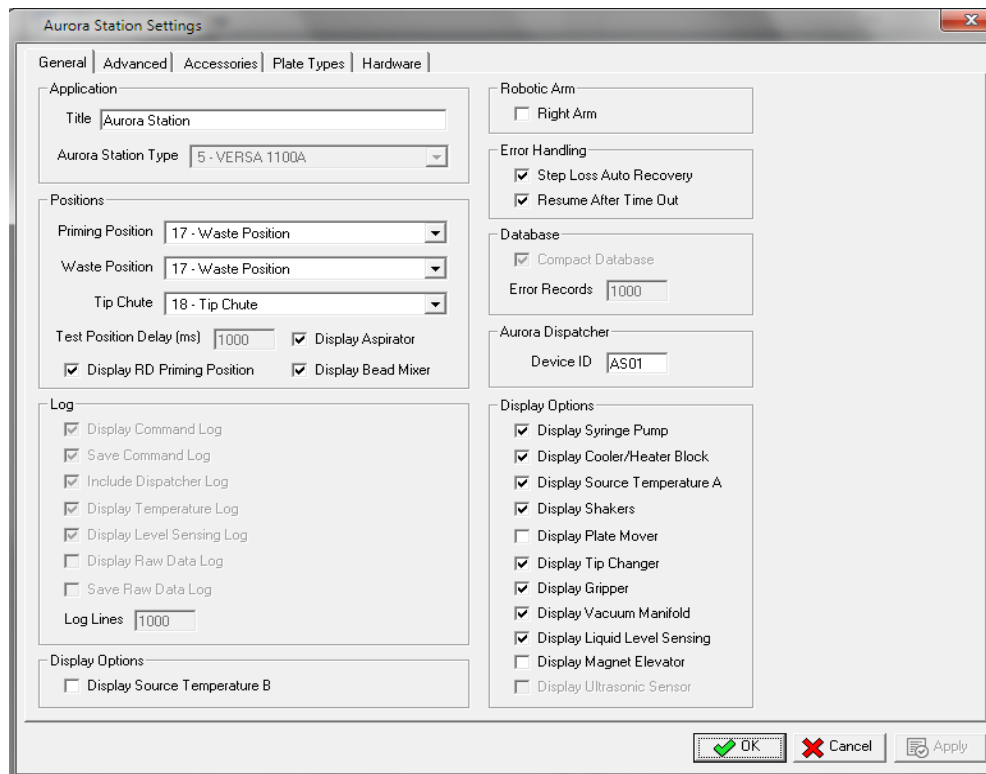 Aurora Station Settings
General
Advanced
Accessories
Plate Types
Hardware
Application
Title
Aurora Station
Aurora Station Type
5 - VERSA 1100A
Positions
Priming Position
17 - Waste Position
Waste Position
17 - Waste Position
Tip Chute
18 - Tip Chute
Test Position Delay (ms)
1000
Display Aspirator
Display RD Priming Position
Display Bead Mixer
Log
Display Command Log
Save Command Log
Include Dispatcher Log
Display Temperature Log
Display Level Sensing Log
Display Raw Data Log
Save Raw Data Log
Log Lines
1000
Display Options
Display Source Temperature B
Robotic Arm
Right Arm
Error Handling
Step Loss Auto Recovery
Resume After Time Out
Database
Compact Database
Error Records
1000
Aurora Dispatcher
Device ID
AS01
Display Options
Display Syringe Pump
Display Cooler/Heater Block
Display Source Temperature A
Display Shakers
Display Plate Mover
Display Tip Changer
Display Gripper
Display Vacuum Manifold
Display Liquid Level Sensing
Display Magnet Elevator
Display Ultrasonic Sensor
OK
Cancel
Apply